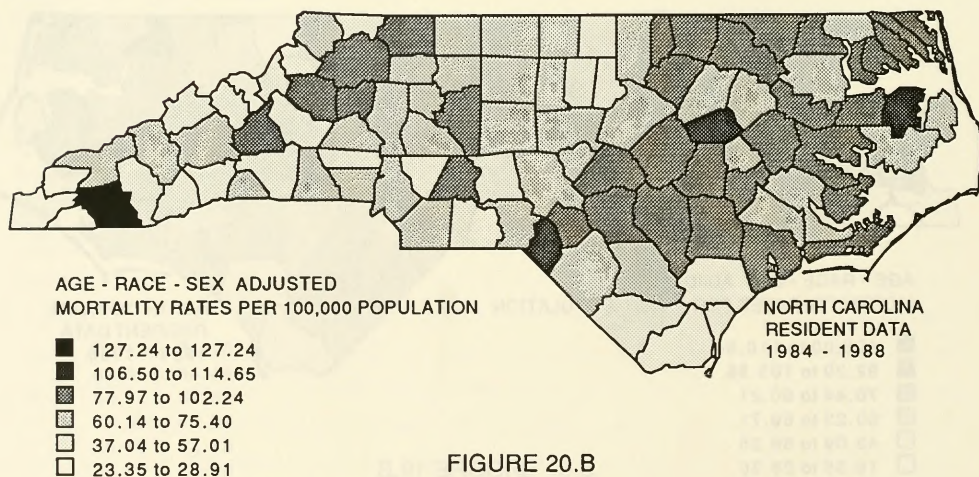 AGE - RACE - SEX ADJUSTED
MORTALITY RATES PER 100,000 POPULATION
127.24 to 127.24
106.50 to 114.65
77.97 to 102.24
60.14 to 75.40
37.04 to 57.01
23.35 to 28.91
NORTH CAROLINA
RESIDENT DATA
1984 - 1988
FIGURE 20.B